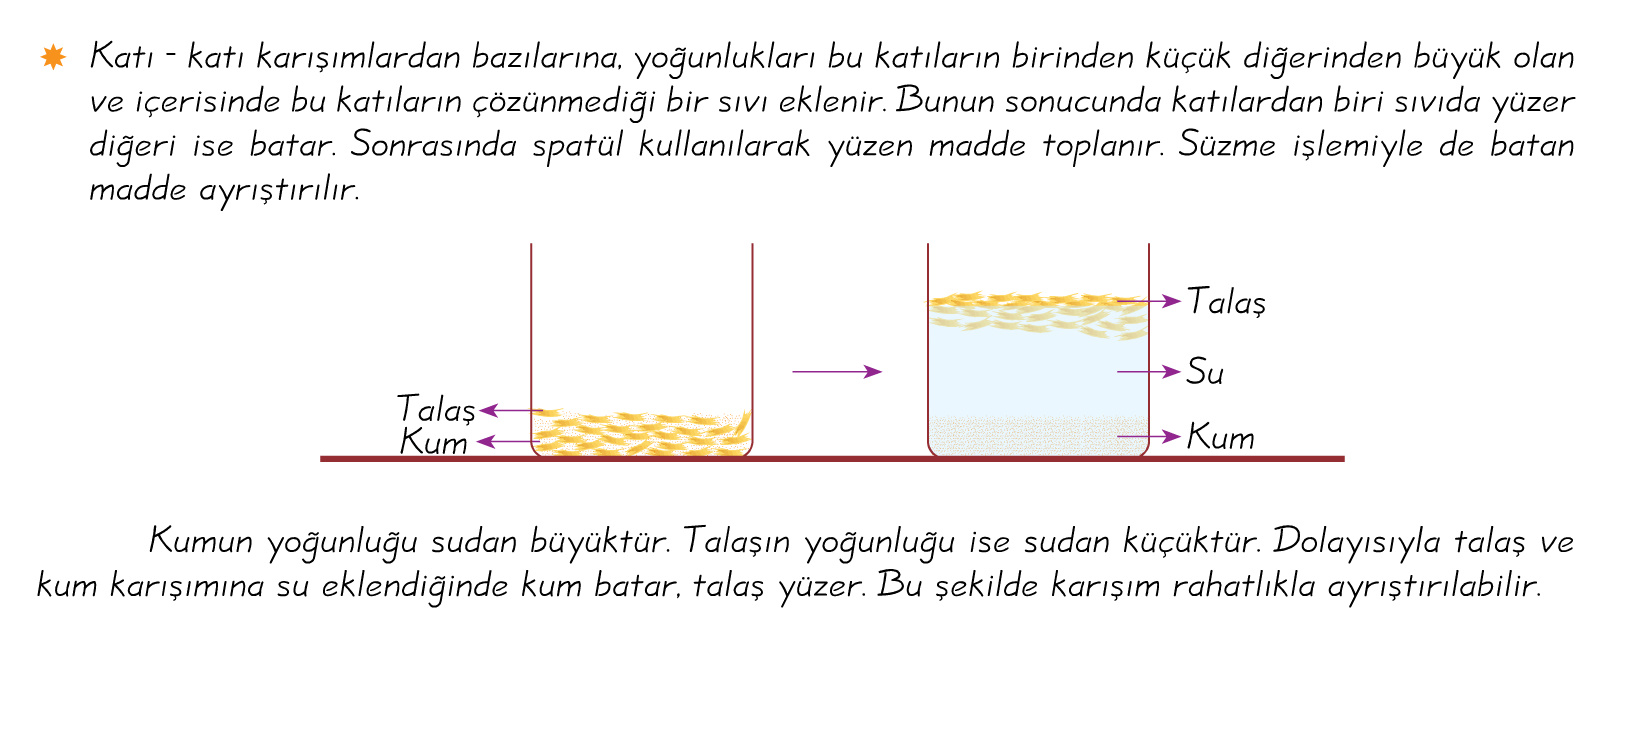 Katı - katı karışımlardan bazılarına, yoğunlukları bu katıların birinden küçük diğerinden büyük olan
ve içerisinde bu katıların çözünmediği bir sıvı eklenir. Bunun sonucunda katılardan biri sıvıda yüzer
diğeri ise batar. Sonrasında spatül kullanılarak yüzen madde toplanır. Süzme işlemiyle de batan
madde ayrıştırılır.
Talaş
Kum
Talaş
Su
Kum
Kumun yoğunluğu sudan büyüktür. Talaşın yoğunluğu ise sudan küçüktür. Dolayısıyla talaş ve
kum karışımına su eklendiğinde kum batar, talaş yüzer. Bu şekilde karışım rahatlıkla ayrıştırılabilir.